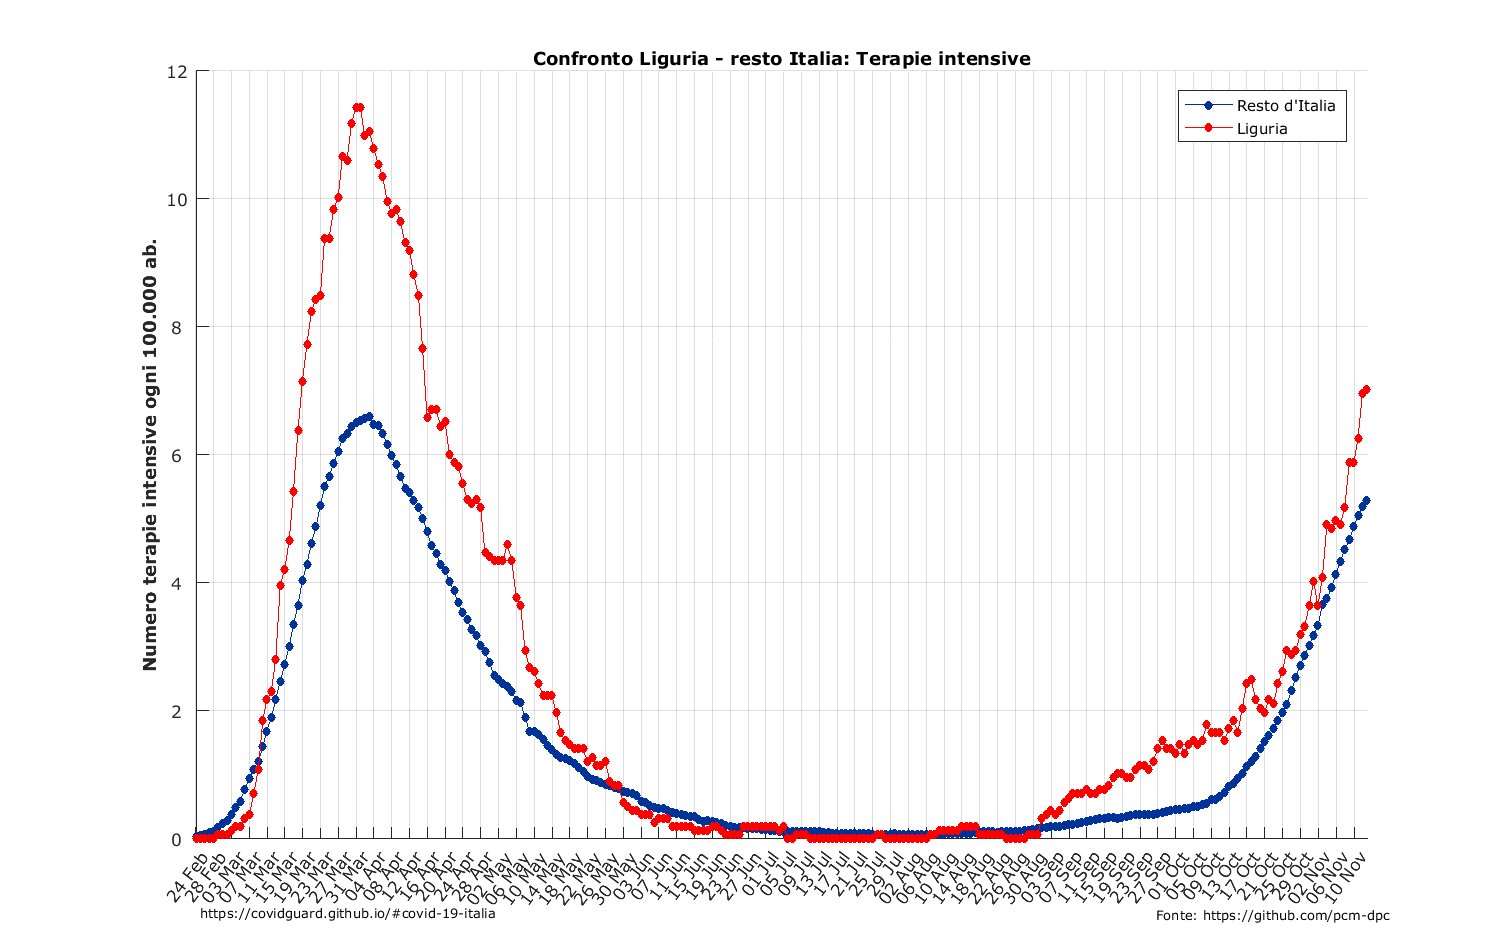 Confronto Liguria - resto Italia: Terapie intensive
Resto d'Italia
Liguria
Numero terapie intensive ogni 100.000 ab.
12
10
8
6
4
2
0
24 Feb
28 Feb
03 Mar
07 Mar
11 Mar
15 Mar
19 Mar
23 Mar
27 Mar
31 Mar
04 Apr
08 Apr
12 Apr
16 Apr
20 Apr
24 Apr
28 Apr
02 May
06 May
10 May
14 May
18 May
22 May
26 May
30 May
03 Jun
07 Jun
11 Jun
15 Jun
19 Jun
23 Jun
27 Jun
01 Jul
05 Jul
09 Jul
13 Jul
17 Jul
21 Jul
25 Jul
29 Jul
02 Aug
06 Aug
10 Aug
14 Aug
18 Aug
22 Aug
26 Aug
30 Aug
03 Sep
07 Sep
11 Sep
15 Sep
19 Sep
23 Sep
27 Sep
01 Oct
05 Oct
09 Oct
13 Oct
17 Oct
21 Oct
25 Oct
29 Oct
02 Nov
06 Nov
10 Nov
https://covidguard.github.io/#covid-19-italia
Fonte: https://github.com/pcm-dpc